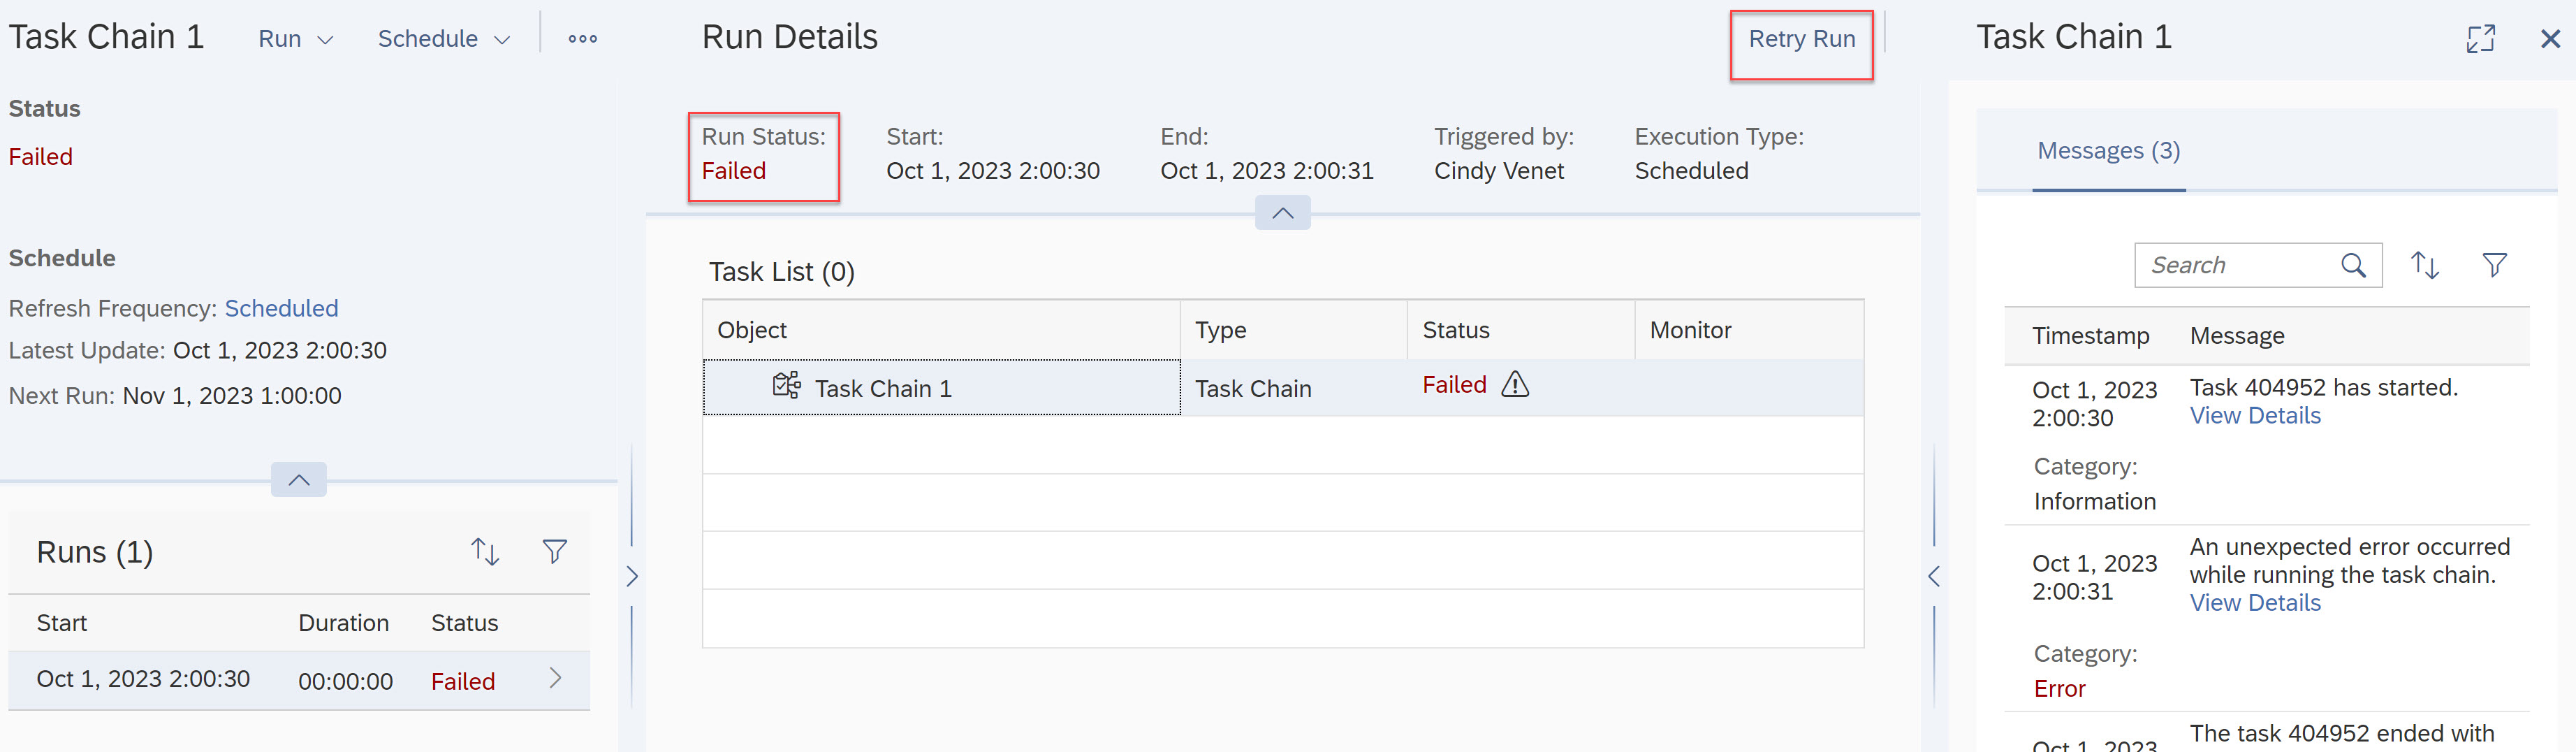 Task Chain 1
Run
Schedule
Status
Failed
Schedule
Refresh Frequency: Scheduled
Latest Update: Oct 1, 2023 2:00:30
Next Run: Nov 1, 2023 1:00:00
Runs (1)
Start Duration Status
Oct 1, 2023 2:00:30 00:00:00 Failed
Run Details
Retry Run
Run Status: Start: End: Triggered by: Execution Type:
Failed Oct 1, 2023 2:00:30 Oct 1, 2023 2:00:31 Cindy Venet Scheduled
Task List (0)
Object Type Status Monitor
Task Chain 1 Task Chain Failed
Task Chain 1
Messages (3)
Search
Timestamp Message
Oct 1, 2023
2:00:30
Task 404952 has started.
View Details
Category:
Information
Oct 1, 2023
2:00:31
An unexpected error occurred
while running the task chain.
View Details
Category:
Error
Oct 1, 2023
The task 404952 ended with